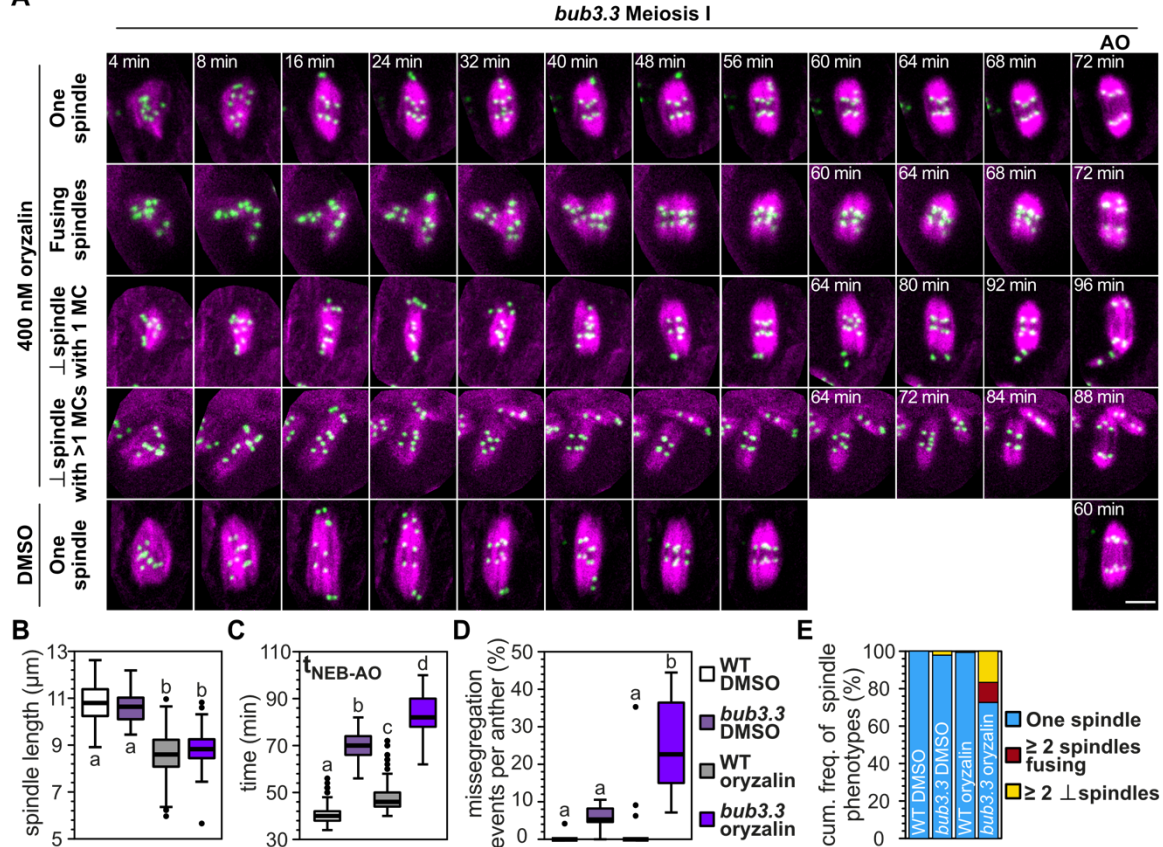 bub3.3 Meiosis I
AO
400 nM oryzalin
One
spindle
4 min 8 min 16 min 24 min 32 min 40 min 48 min 56 min 60 min 64 min 68 min 72 min
Fusing
spindles
60 min 64 min 68 min 72 min
⊥spindle
with 1 MC
64 min 80 min 92 min 96 min
⊥spindle
with >1 MCs
64 min 72 min 84 min 88 min
DMSO
One
spindle
60 min
B
spindle length (μm)
13
11
9
7
5
a a b b
C
tNEB-AO
time (min)
110
90
70
50
30
a b c d
D
missegregation
events per anther (%)
50
40
30
20
10
0
a a a b
WT
DMSO
bub3.3
DMSO
WT
oryzalin
bub3.3
oryzalin
E
cum. freq. of spindle
phenotypes (%)
100
80
60
40
20
0
WT DMSO
bub3.3 DMSO
WT oryzalin
bub3.3 oryzalin
One spindle
≥ 2 spindles
fusing
≥ 2 ⊥spindles